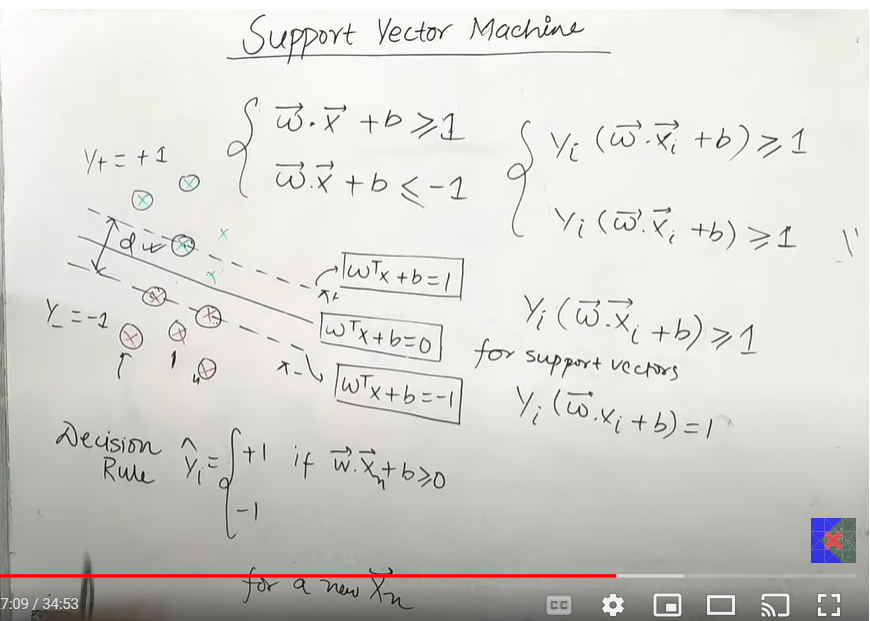 Support Vector Machine
w⃗.x⃗ + b ≥ 1
w⃗.x⃗ + b ≤ -1
yᵢ (w⃗.x⃗ᵢ + b) ≥ 1
yᵢ (w⃗.x⃗ᵢ + b) ≥ 1
y₊ = +1
d
wᵀx + b = 1
x₊
y₋ = -1
wᵀx + b = 0
x₋
wᵀx + b = -1
yᵢ (w⃗.x⃗ᵢ + b) ≥ 1
for support vectors
yᵢ (w⃗.xᵢ + b) = 1
Decision
Rule
ŷᵢ = { +1 if w⃗.x⃗ₙ + b ≥ 0
-1
for a new x⃗ₙ
7:09 / 34:53
CC